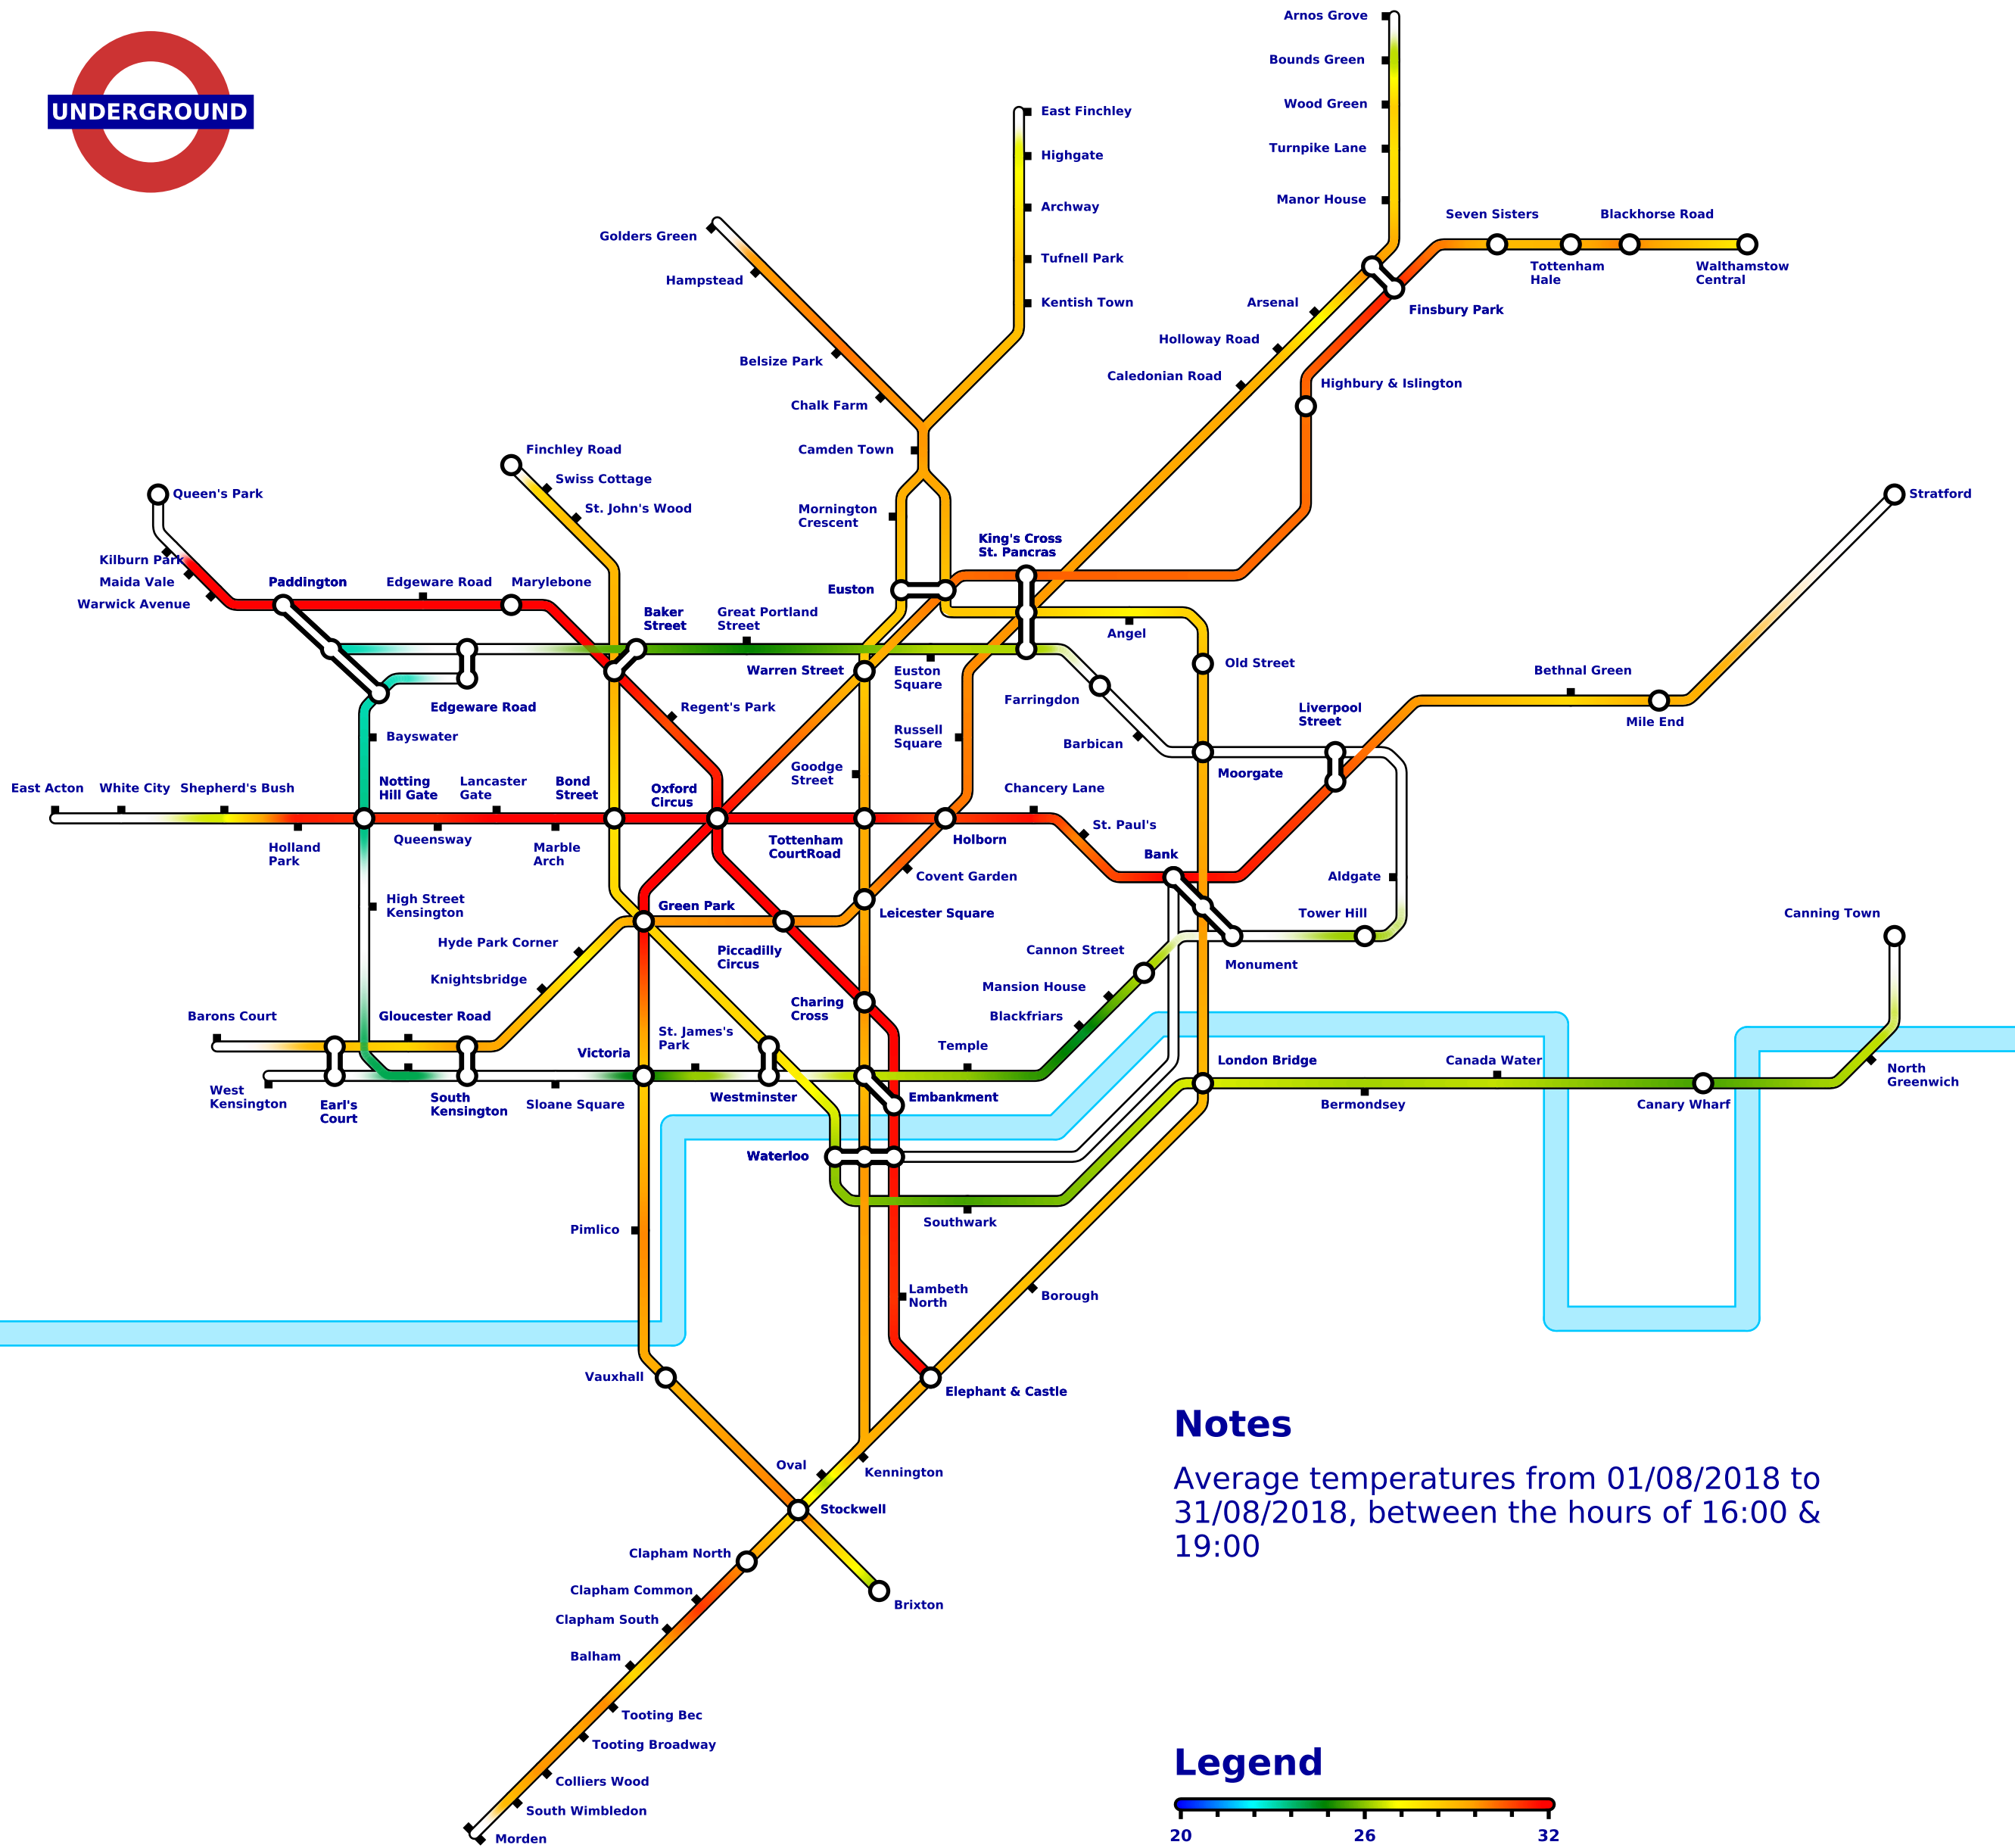 Arnos Grove
UNDERGROUND
Bounds Green
Wood Green
East Finchley
Turnpike Lane
Highgate
Manor House
Archway
Seven Sisters
Blackhorse Road
Golders Green
Tufnell Park
Tottenham
Hale
Walthamstow
Central
Hampstead
Kentish Town
Arsenal
Finsbury Park
Holloway Road
Belsize Park
Caledonian Road
Highbury & Islington
Chalk Farm
Camden Town
Finchley Road
Swiss Cottage
Queen's Park
Stratford
St. John's Wood
Mornington
Crescent
King's Cross
St. Pancras
Kilburn Park
Maida Vale
Paddington
Edgeware Road
Marylebone
Euston
Warwick Avenue
Baker
Street
Great Portland
Street
Angel
Warren Street
Euston
Square
Old Street
Bethnal Green
Farringdon
Edgeware Road
Regent's Park
Liverpool
Street
Mile End
Bayswater
Russell
Square
Barbican
Goodge
Street
Moorgate
East Acton
White City
Shepherd's Bush
Notting
Hill Gate
Lancaster
Gate
Bond
Street
Oxford
Circus
Chancery Lane
St. Paul's
Holland
Park
Queensway
Marble
Arch
Tottenham
CourtRoad
Holborn
Bank
Covent Garden
Aldgate
High Street
Kensington
Green Park
Leicester Square
Tower Hill
Canning Town
Hyde Park Corner
Piccadilly
Circus
Cannon Street
Monument
Knightsbridge
Mansion House
Charing
Cross
Barons Court
Gloucester Road
Blackfriars
St. James's
Park
Victoria
Temple
London Bridge
Canada Water
North
Greenwich
West
Kensington
Earl's
Court
South
Kensington
Sloane Square
Westminster
Embankment
Bermondsey
Canary Wharf
Waterloo
Southwark
Pimlico
Lambeth
North
Borough
Vauxhall
Elephant & Castle
Notes
Average temperatures from 01/08/2018 to
31/08/2018, between the hours of 16:00 &
19:00
Oval
Kennington
Stockwell
Clapham North
Clapham Common
Brixton
Clapham South
Balham
Tooting Bec
Tooting Broadway
Colliers Wood
South Wimbledon
Morden
Legend
20
26
32